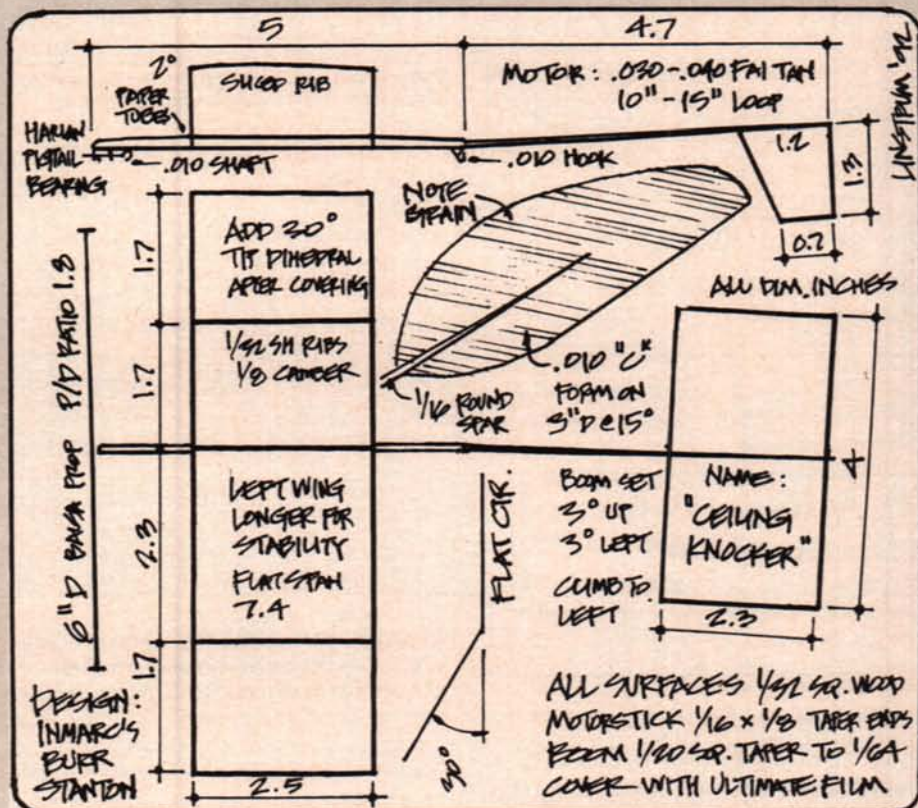 5
4.7
LINSTRUM '92
2°
PAPER
TUBES
SLICED RIB
MOTOR: .030-.040 FAI TAN
10" - 15" LOOP
HARLAN
PIGTAIL
BEARING
.010 SHAFT
.010 HOOK
1.2
1.3
0.7
NOTE
GRAIN
ALL DIM. INCHES
1.7
ADD 30°
TIP DIHEDRAL
AFTER COVERING
6"D BALSA PROP P/D RATIO 1.8
1.7
1/32 SH RIBS
1/8 CAMBER
1/16 ROUND
SPAR
.010 "C"
FORM ON
3"D @ 15°
2.3
LEFT WING
LONGER FOR
STABILITY
FLAT SPAN
7.4
FLAT CTR.
BOOM SET
3° UP
3° LEFT
CLIMB TO
LEFT
NAME:
"CEILING
KNOCKER"
4
2.3
1.7
30°
2.5
DESIGN:
INMARC'S
BURR
STANTON
ALL SURFACES 1/32 SQ. WOOD
MOTORSTICK 1/16 x 1/8 TAPER ENDS
BOOM 1/20 SQ. TAPER TO 1/64
COVER WITH ULTIMATE FILM